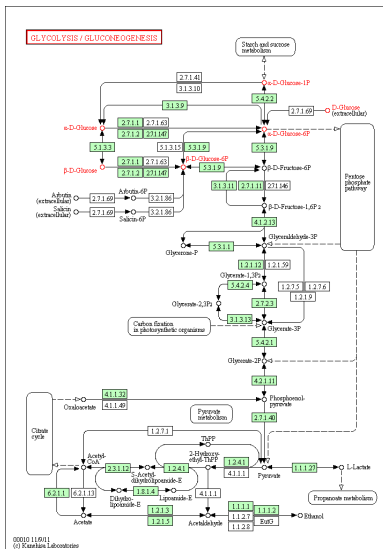 GLYCOLYSIS / GLUCONEOGENESIS
Starch and sucrose
metabolism
2.7.1.41
3.1.3.10
α-D-Glucose-1P
3.1.3.9
5.4.2.2
D-Glucose
(extracellular)
2.7.1.69
α-D-Glucose
2.7.1.1
2.7.1.63
2.7.1.2
2.7.1.147
α-D-Glucose-6P
5.1.3.3
5.1.3.15
5.3.1.9
5.3.1.9
β-D-Glucose-6P
β-D-Glucose
2.7.1.1
2.7.1.63
2.7.1.2
2.7.1.147
5.3.1.9
β-D-Fructose-6P
Pentose
phosphate
pathway
Arbutin
(extracellular)
2.7.1.69
Arbutin-6P
3.2.1.86
3.1.3.11
2.7.1.11
2.7.1.146
Salicin
(extracellular)
2.7.1.69
Salicin-6P
3.2.1.86
β-D-Fructose-1,6P2
4.1.2.13
Glyceraldehyde-3P
Glycerone-P
5.3.1.1
1.2.1.12
1.2.1.59
Glycerate-1,3P2
1.2.7.5
1.2.7.6
1.2.1.9
5.4.2.4
Glycerate-2,3P2
2.7.2.3
3.1.3.13
Carbon fixation
in photosynthetic organisms
Glycerate-3P
5.4.2.1
Glycerate-2P
4.2.1.11
4.1.1.32
4.1.1.49
Oxaloacetate
Phosphoenol-
pyruvate
Pyruvate metabolism
2.7.1.40
Citrate
cycle
1.2.7.1
ThPP
Acetyl-
CoA
2.3.1.12
S-Acetyl-
dihydrolipoamide-E
1.2.4.1
2-Hydroxy-
ethyl-ThPP
1.2.4.1
4.1.1.1
Pyruvate
1.1.1.27
L-Lactate
6.2.1.1
6.2.1.13
Dihydro-
lipoamide-E
1.8.1.4
Lipoamide-E
4.1.1.1
Propanoate metabolism
Acetate
1.2.1.3
1.2.1.5
Acetaldehyde
1.1.1.1
1.1.1.2
1.1.2.7
EutG
1.1.2.8
Ethanol
00010 11/9/11
(c) Kanehisa Laboratories